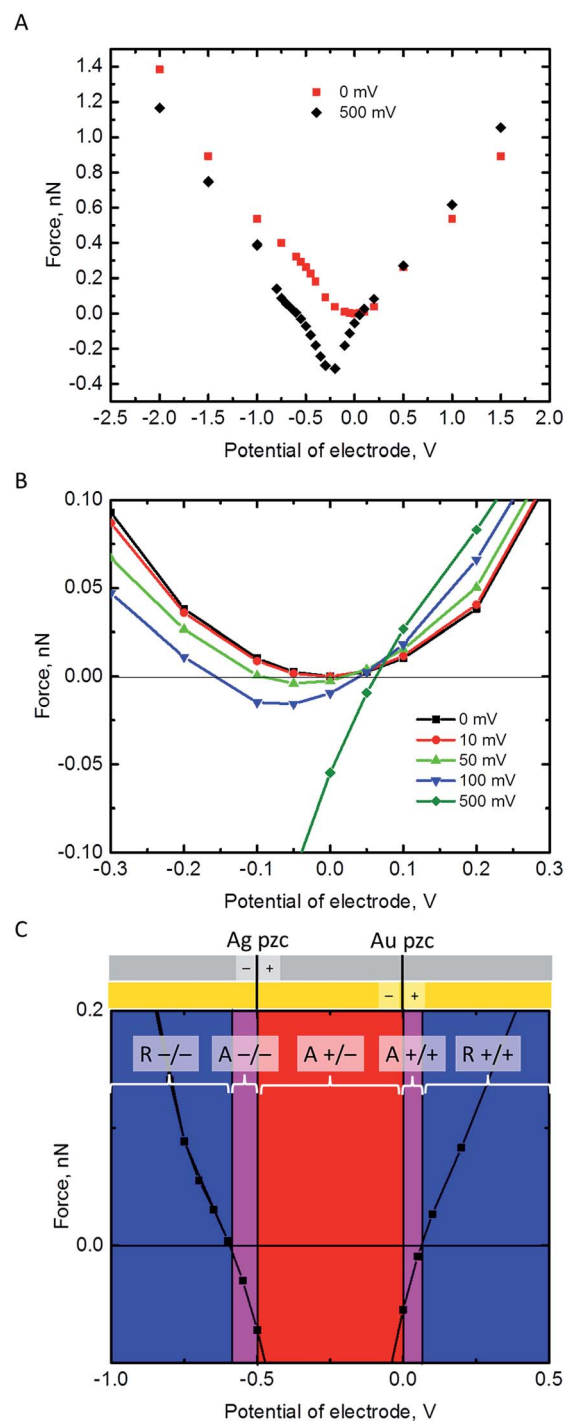 A
1.4
1.2
1.0
0.8
0.6
0.4
0.2
0.0
-0.2
-0.4
Force, nN
0 mV
500 mV
-2.5 -2.0 -1.5 -1.0 -0.5 0.0 0.5 1.0 1.5 2.0
Potential of electrode, V
B
0.10
0.05
0.00
-0.05
-0.10
Force, nN
0 mV
10 mV
50 mV
100 mV
500 mV
-0.3 -0.2 -0.1 0.0 0.1 0.2 0.3
Potential of electrode, V
C
Ag pzc Au pzc
− +
− +
0.2
0.0
Force, nN
R −/− A −/− A +/− A +/+ R +/+
-1.0 -0.5 0.0 0.5
Potential of electrode, V